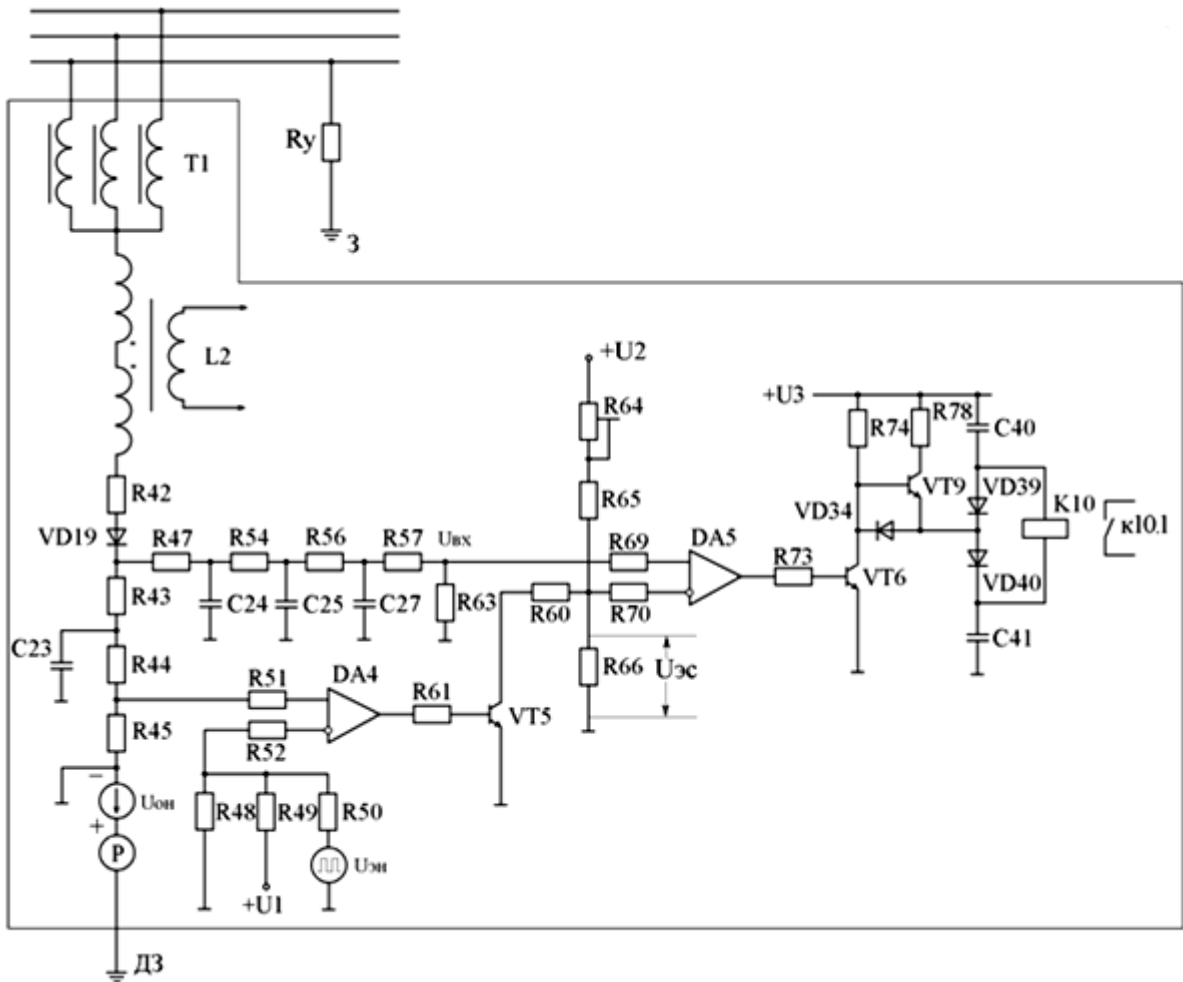 T1
Rу
З
L2
+U2
R64
+U3
R74
R78
C40
R42
R65
VT9
VD39
K10
к10.1
VD34
VD19
R47
R54
R56
R57
Uвх
R69
DA5
R73
VT6
VD40
R43
C24
C25
C27
R63
R60
R70
C41
C23
R44
DA4
R66
Uэс
R51
R61
VT5
R45
R52
−
Uон
+
R48
R49
R50
P
Uэн
+U1
ДЗ